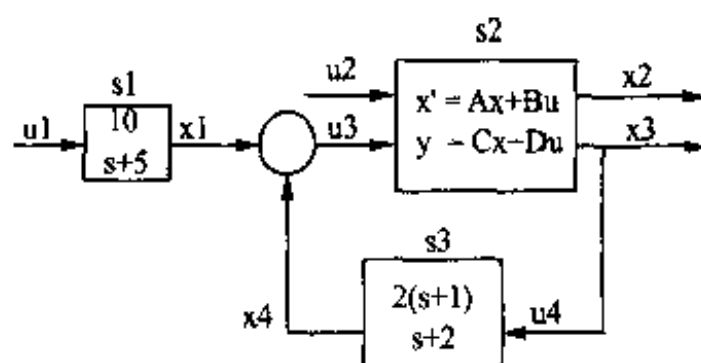 s2
u2
x2
s1
x' = Ax+Bu
10
u1
x1
u3
x3
s+5
y = Cx+Du
s3
2(s+1)
x4
u4
s+2